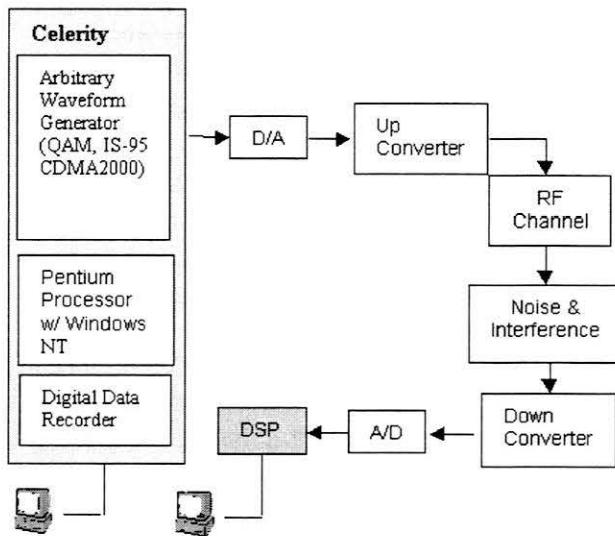 Celerity
Arbitrary
Waveform
Generator
(QAM, IS-95
CDMA2000)
Pentium
Processor
w/ Windows
NT
Digital Data
Recorder
D/A
Up
Converter
RF
Channel
Noise &
Interference
Down
Converter
A/D
DSP